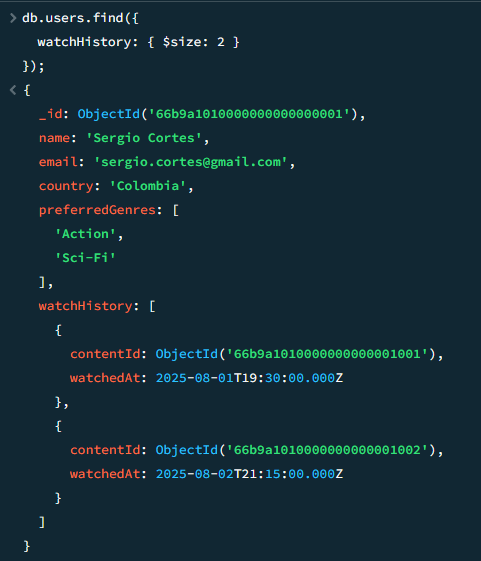 db.users.find({
watchHistory: { $size: 2 }
});
{
_id: ObjectId('66b9a1010000000000000001'),
name: 'Sergio Cortes',
email: 'sergio.cortes@gmail.com',
country: 'Colombia',
preferredGenres: [
'Action',
'Sci-Fi'
],
watchHistory: [
{
contentId: ObjectId('66b9a1010000000000001001'),
watchedAt: 2025-08-01T19:30:00.000Z
},
{
contentId: ObjectId('66b9a1010000000000001002'),
watchedAt: 2025-08-02T21:15:00.000Z
}
]
}